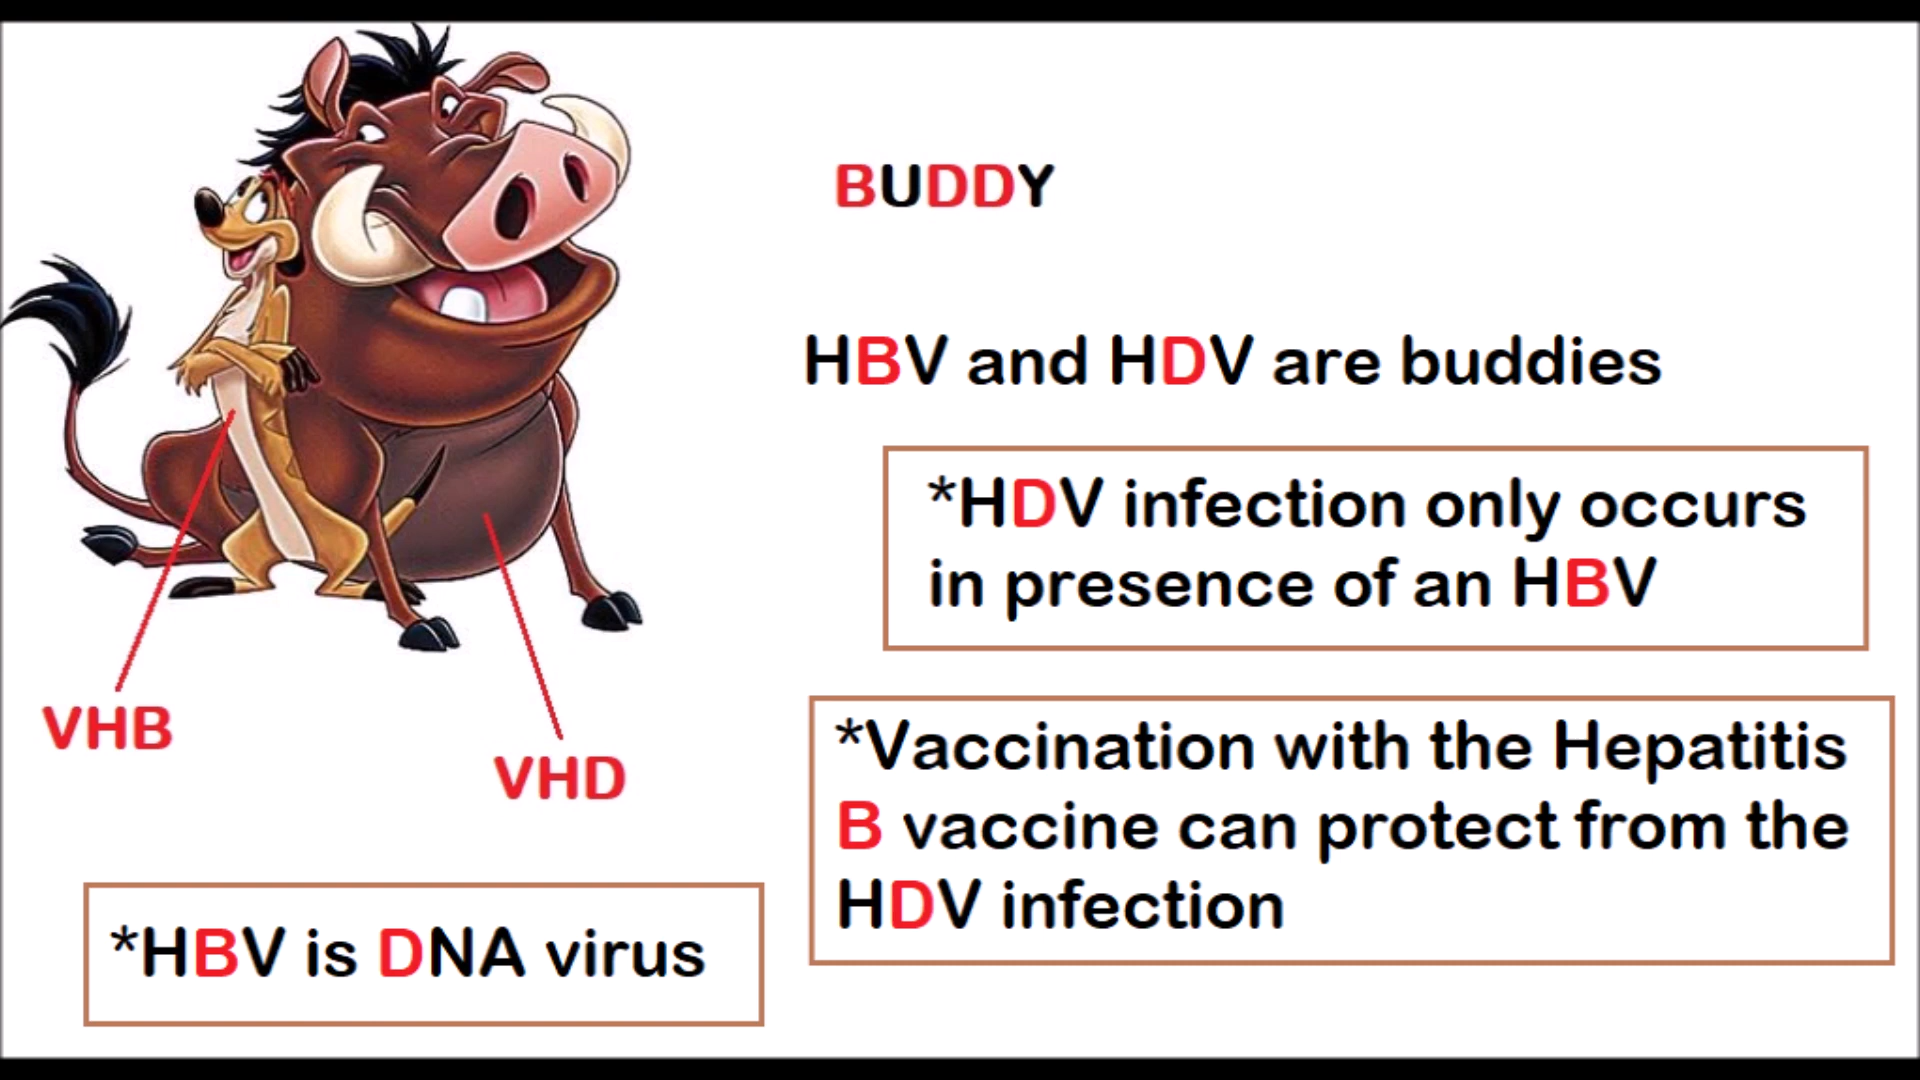 BUDDY
HBV and HDV are buddies
*HDV infection only occurs
in presence of an HBV
VHB
VHD
*Vaccination with the Hepatitis
B vaccine can protect from the
HDV infection
*HBV is DNA virus